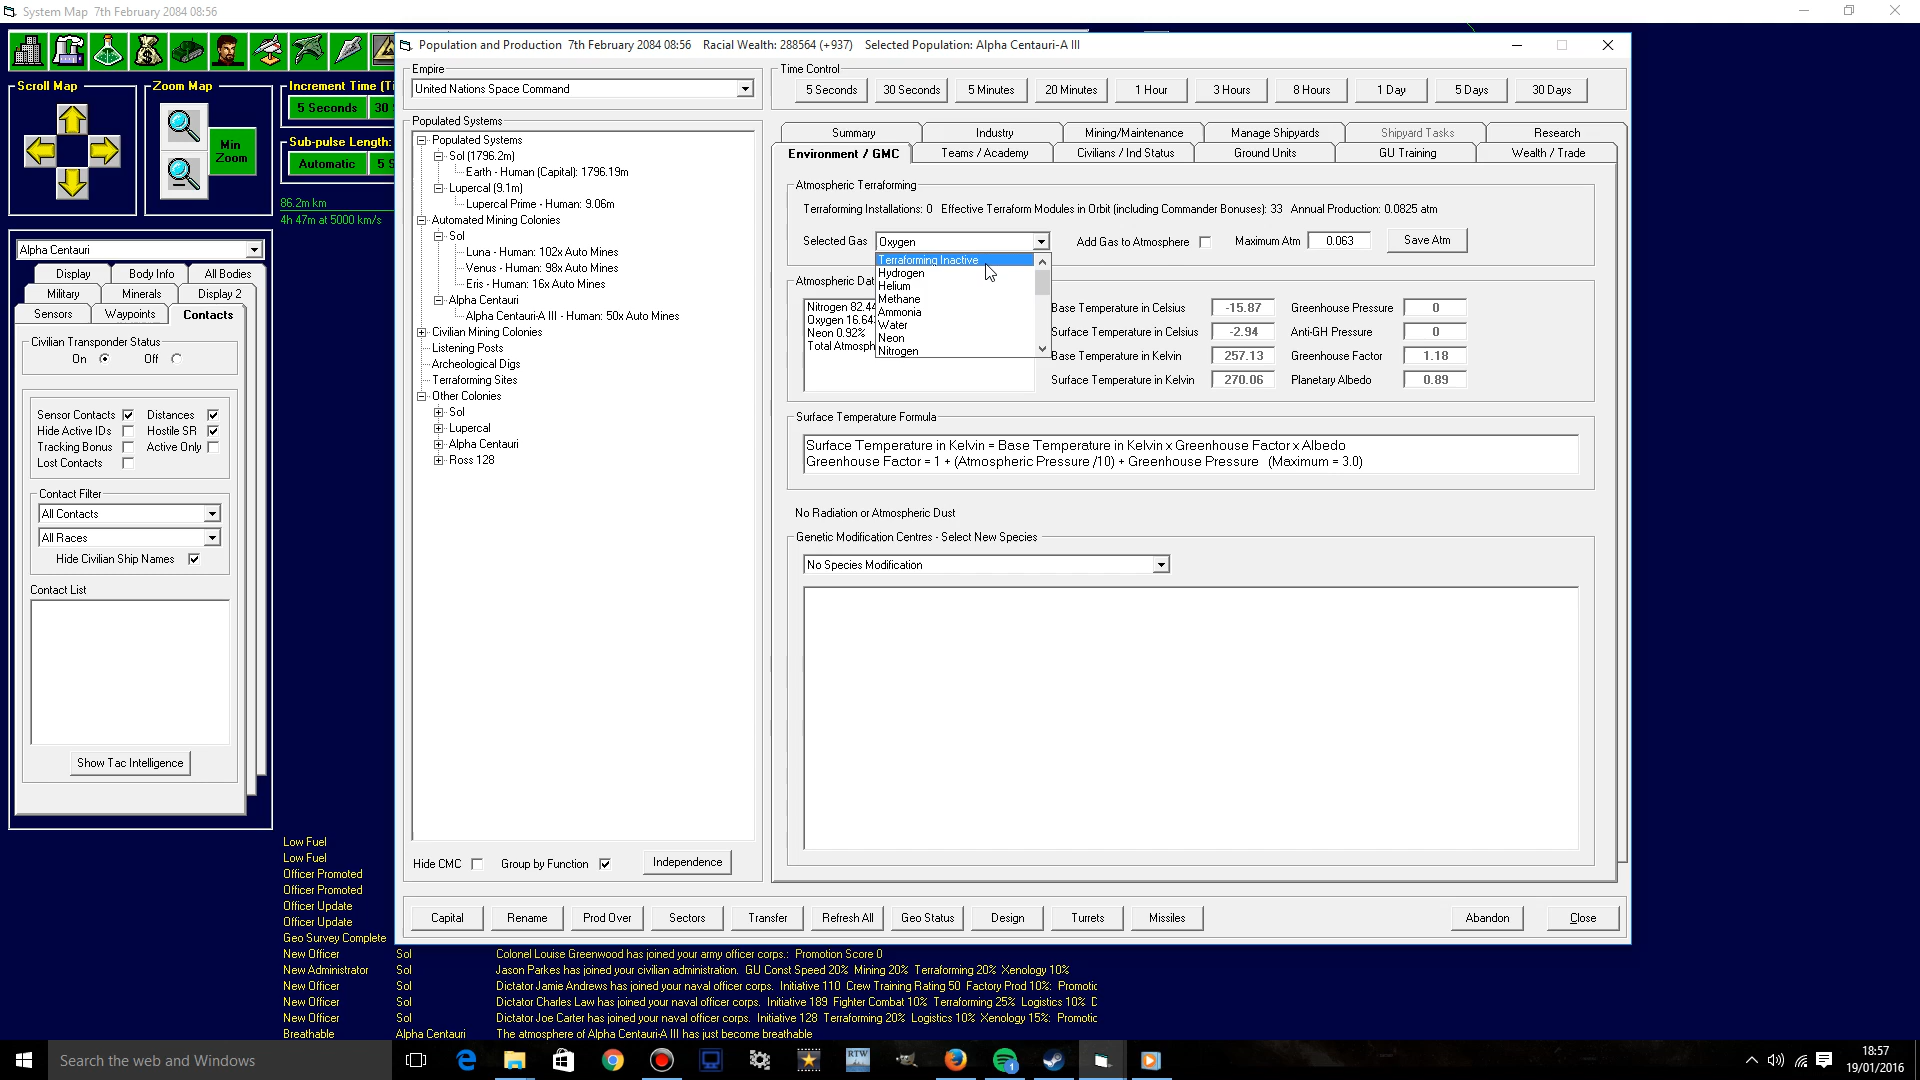 System Map  7th February 2084 08:56
Scroll Map
Zoom Map
Min
Zoom
Increment Time (Ti
5 Seconds
30
Sub-pulse Length:
Automatic
5 S
86.2m km
4h 47m at 5000 km/s
Alpha Centauri
Display
Body Info
All Bodies
Military
Minerals
Display 2
Sensors
Waypoints
Contacts
Civilian Transponder Status
On
Off
Sensor Contacts
Distances
Hide Active IDs
Hostile SR
Tracking Bonus
Active Only
Lost Contacts
Contact Filter
All Contacts
All Races
Hide Civilian Ship Names
Contact List
Show Tac Intelligence
Population and Production  7th February 2084 08:56  Racial Wealth: 288564 (+937)  Selected Population: Alpha Centauri-A III
Empire
United Nations Space Command
Populated Systems
Populated Systems
Sol (1796.2m)
Earth - Human (Capital): 1796.19m
Lupercal (9.1m)
Lupercal Prime - Human: 9.06m
Automated Mining Colonies
Sol
Luna - Human: 102x Auto Mines
Venus - Human: 98x Auto Mines
Eris - Human: 16x Auto Mines
Alpha Centauri
Alpha Centauri-A III - Human: 50x Auto Mines
Civilian Mining Colonies
Listening Posts
Archeological Digs
Terraforming Sites
Other Colonies
Sol
Lupercal
Alpha Centauri
Ross 128
Hide CMC
Group by Function
Independence
Time Control
5 Seconds
30 Seconds
5 Minutes
20 Minutes
1 Hour
3 Hours
8 Hours
1 Day
5 Days
30 Days
Summary
Industry
Mining/Maintenance
Manage Shipyards
Shipyard Tasks
Research
Environment / GMC
Teams / Academy
Civilians / Ind Status
Ground Units
GU Training
Wealth / Trade
Atmospheric Terraforming
Terraforming Installations: 0  Effective Terraform Modules in Orbit (including Commander Bonuses): 33  Annual Production: 0.0825 atm
Selected Gas
Oxygen
Add Gas to Atmosphere
Maximum Atm
0.063
Save Atm
Terraforming Inactive
Hydrogen
Helium
Methane
Ammonia
Water
Neon
Nitrogen
Atmospheric Dat
Nitrogen 82.44
Oxygen 16.64
Neon 0.92%
Total Atmosph
Base Temperature in Celsius
-15.87
Greenhouse Pressure
0
Surface Temperature in Celsius
-2.94
Anti-GH Pressure
0
Base Temperature in Kelvin
257.13
Greenhouse Factor
1.18
Surface Temperature in Kelvin
270.06
Planetary Albedo
0.89
Surface Temperature Formula
Surface Temperature in Kelvin = Base Temperature in Kelvin x Greenhouse Factor x Albedo
Greenhouse Factor = 1 + (Atmospheric Pressure /10) + Greenhouse Pressure   (Maximum = 3.0)
No Radiation or Atmospheric Dust
Genetic Modification Centres - Select New Species
No Species Modification
Capital
Rename
Prod Over
Sectors
Transfer
Refresh All
Geo Status
Design
Turrets
Missiles
Abandon
Close
Low Fuel
Low Fuel
Officer Promoted
Officer Promoted
Officer Update
Officer Update
Geo Survey Complete
New Officer Sol Colonel Louise Greenwood has joined your army officer corps.:  Promotion Score 0
New Administrator Sol Jason Parkes has joined your civilian administration.  GU Const Speed 20%  Mining 20%  Terraforming 20%  Xenology 10%
New Officer Sol Dictator Jamie Andrews has joined your naval officer corps.  Initiative 110  Crew Training Rating 50  Factory Prod 10%:  Promotic
New Officer Sol Dictator Charles Law has joined your naval officer corps.  Initiative 189  Fighter Combat 10%  Terraforming 25%  Logistics 10%  D
New Officer Sol Dictator Joe Carter has joined your naval officer corps.  Initiative 128  Terraforming 20%  Logistics 10%  Xenology 15%:  Promotic
Breathable Alpha Centauri The atmosphere of Alpha Centauri-A III has just become breathable
Search the web and Windows
RTW
1
18:57
19/01/2016